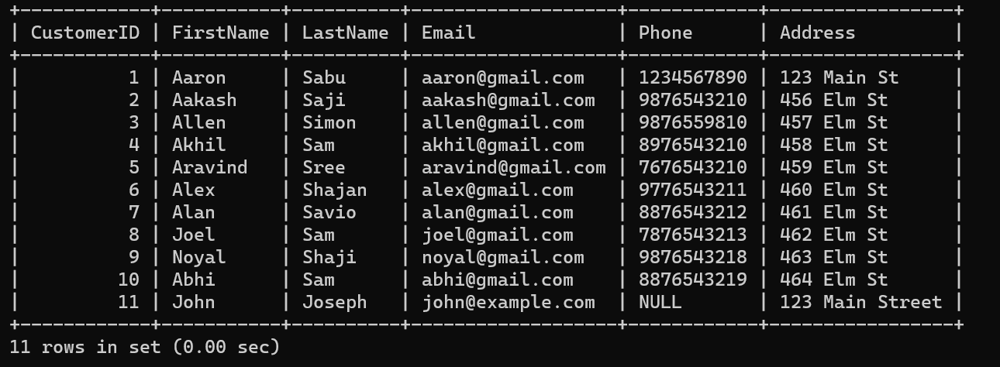 +------------+-----------+----------+-------------------+------------+-----------------+
| CustomerID | FirstName | LastName | Email             | Phone      | Address         |
+------------+-----------+----------+-------------------+------------+-----------------+
|          1 | Aaron     | Sabu     | aaron@gmail.com   | 1234567890 | 123 Main St     |
|          2 | Aakash    | Saji     | aakash@gmail.com  | 9876543210 | 456 Elm St      |
|          3 | Allen     | Simon    | allen@gmail.com   | 9876559810 | 457 Elm St      |
|          4 | Akhil     | Sam      | akhil@gmail.com   | 8976543210 | 458 Elm St      |
|          5 | Aravind   | Sree     | aravind@gmail.com | 7676543210 | 459 Elm St      |
|          6 | Alex      | Shajan   | alex@gmail.com    | 9776543211 | 460 Elm St      |
|          7 | Alan      | Savio    | alan@gmail.com    | 8876543212 | 461 Elm St      |
|          8 | Joel      | Sam      | joel@gmail.com    | 7876543213 | 462 Elm St      |
|          9 | Noyal     | Shaji    | noyal@gmail.com   | 9876543218 | 463 Elm St      |
|         10 | Abhi      | Sam      | abhi@gmail.com    | 8876543219 | 464 Elm St      |
|         11 | John      | Joseph   | john@example.com  | NULL       | 123 Main Street |
+------------+-----------+----------+-------------------+------------+-----------------+
11 rows in set (0.00 sec)